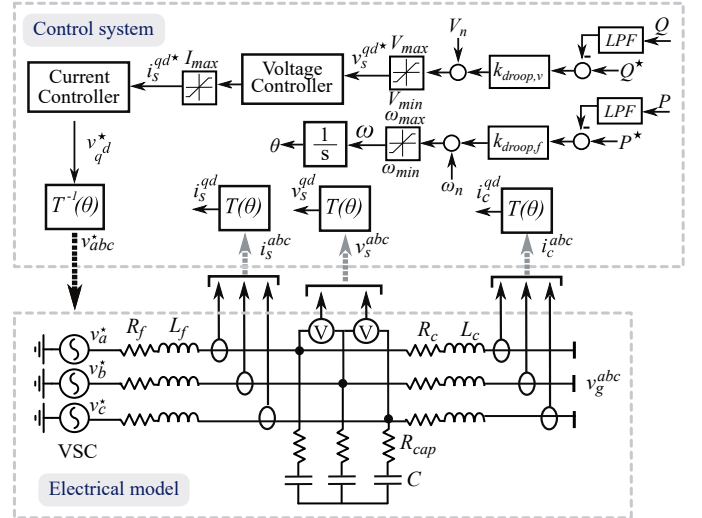 Control system
Q
LPF
V_n
Q*
k_droop,v
V_max
V_min
v_s^qd*
Voltage
Controller
I_max
i_s^qd*
Current
Controller
P
LPF
P*
k_droop,f
ω_n
ω_max
ω_min
ω
1
s
θ
v_qd^*
T^-1(θ)
v_abc^*
i_s^qd
T(θ)
i_s^abc
v_s^qd
T(θ)
v_s^abc
i_c^qd
T(θ)
i_c^abc
v_a^*
R_f
L_f
V
V
R_c
L_c
v_b^*
v_g^abc
v_c^*
VSC
R_cap
C
Electrical model